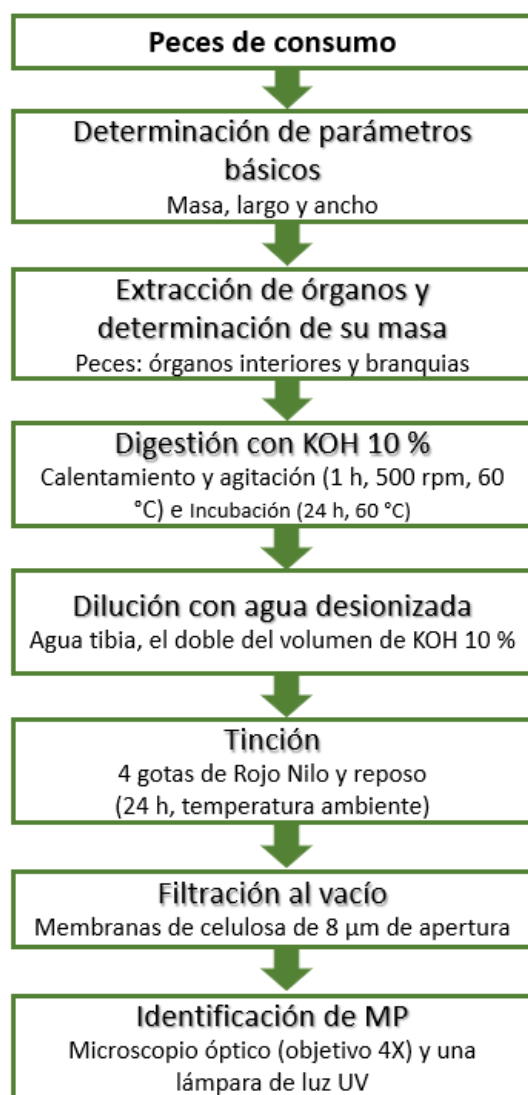 Peces de consumo
Determinación de parámetros
básicos
Masa, largo y ancho
Extracción de órganos y
determinación de su masa
Peces: órganos interiores y branquias
Digestión con KOH 10 %
Calentamiento y agitación (1 h, 500 rpm, 60
°C) e Incubación (24 h, 60 °C)
Dilución con agua desionizada
Agua tibia, el doble del volumen de KOH 10 %
Tinción
4 gotas de Rojo Nilo y reposo
(24 h, temperatura ambiente)
Filtración al vacío
Membranas de celulosa de 8 µm de apertura
Identificación de MP
Microscopio óptico (objetivo 4X) y una
lámpara de luz UV